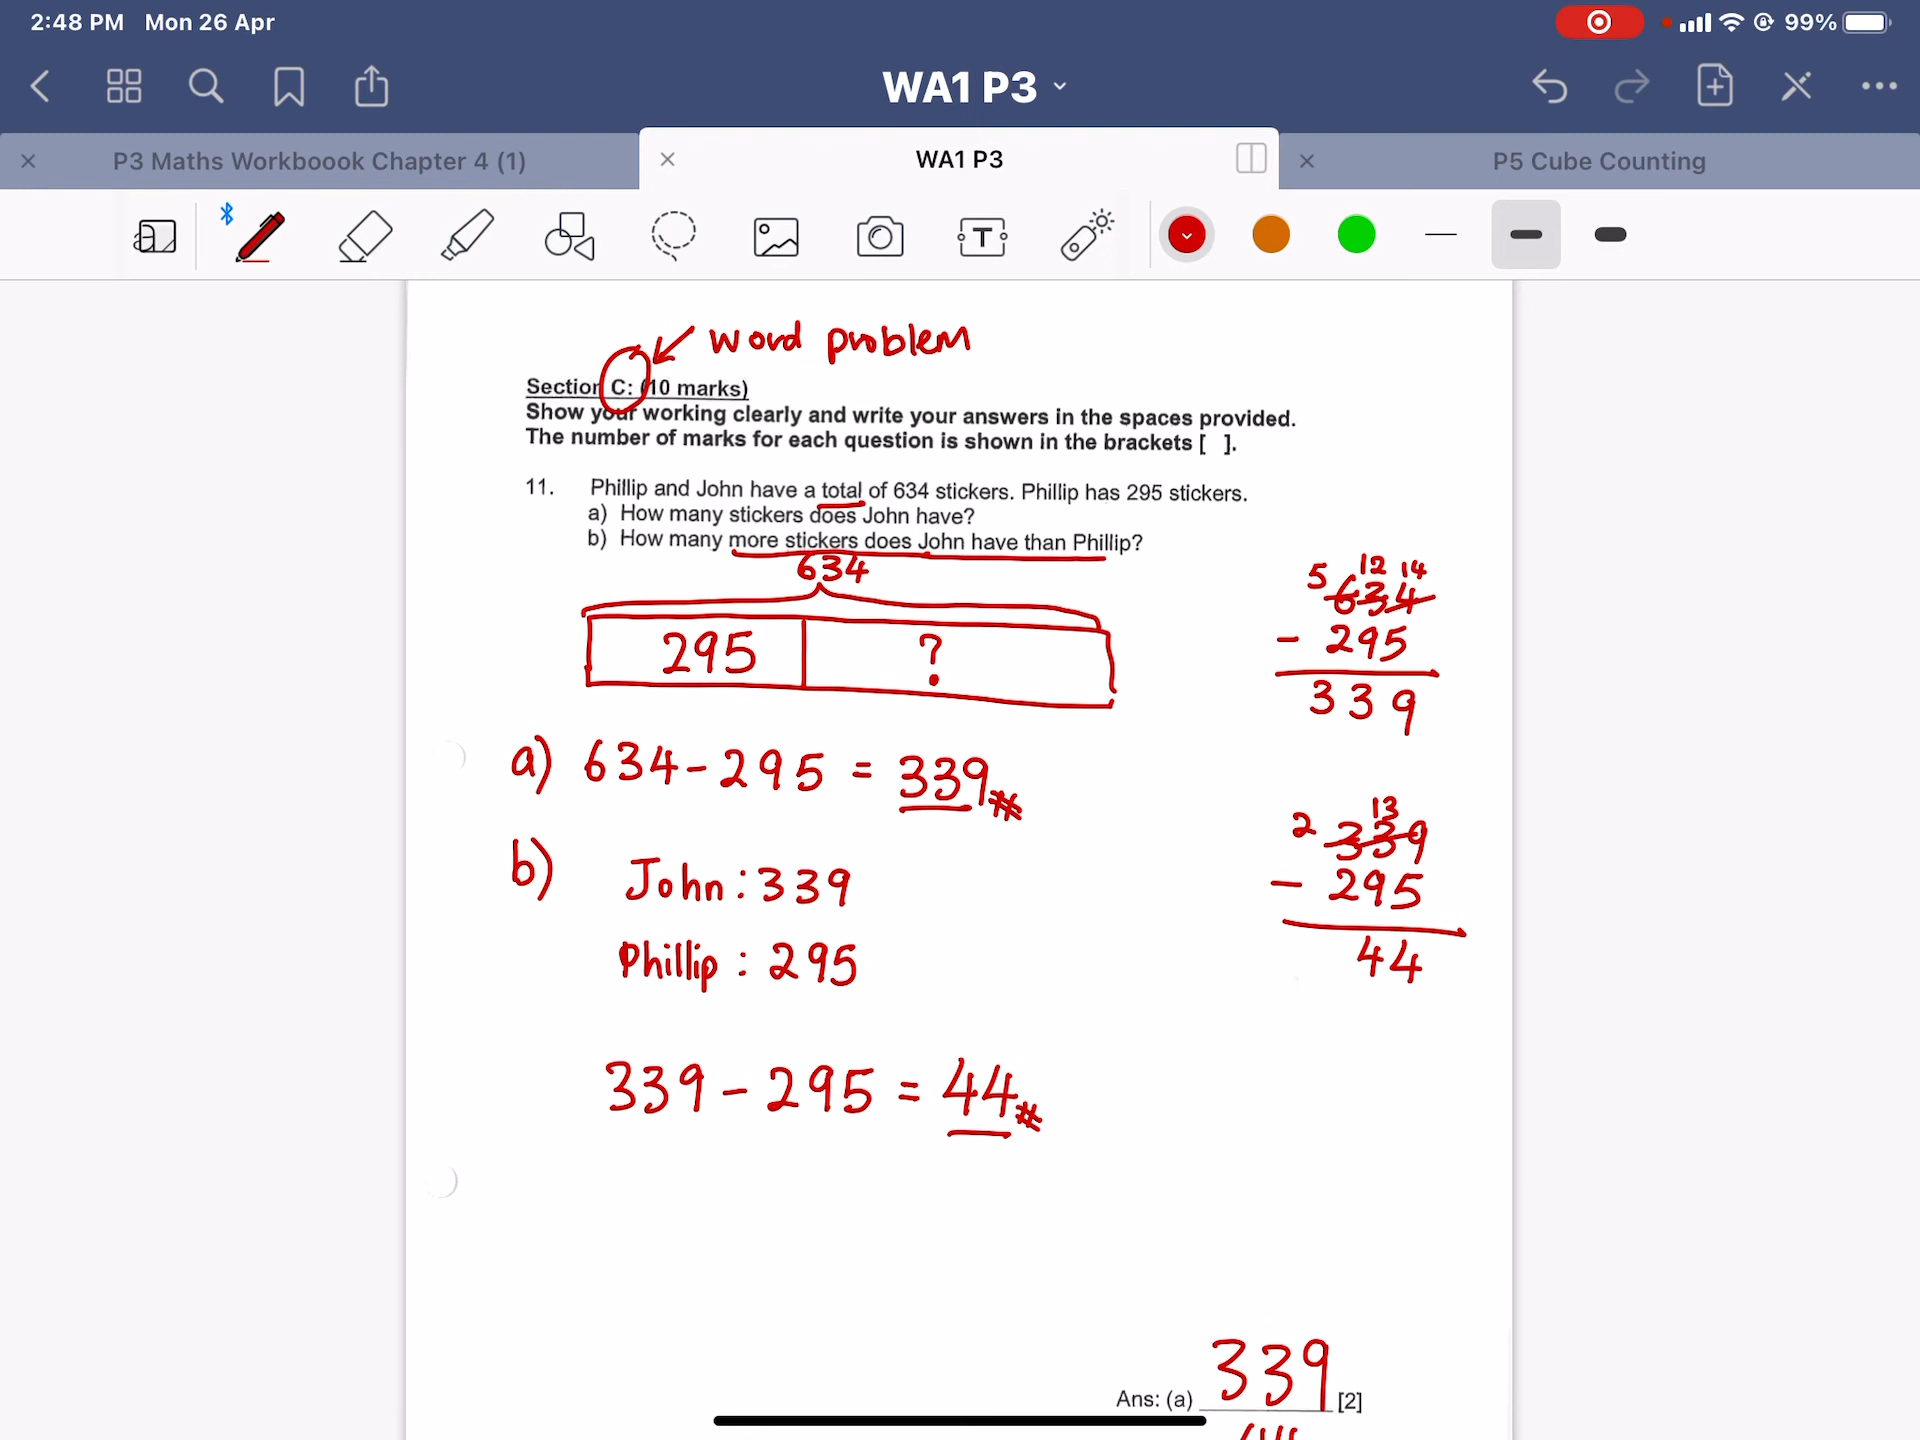 2:48 PM Mon 26 Apr 99%
WA1 P3
P3 Maths Workboook Chapter 4 (1) WA1 P3 P5 Cube Counting
word problem
Section C: (10 marks)
Show your working clearly and write your answers in the spaces provided.
The number of marks for each question is shown in the brackets [ ].
11. Phillip and John have a total of 634 stickers. Phillip has 295 stickers.
a) How many stickers does John have?
b) How many more stickers does John have than Phillip?
634
295 ?
5 12 14
634
- 295
339
a) 634 - 295 = 339
b) John : 339
Phillip : 295
2 13
339
- 295
44
339 - 295 = 44
339
Ans: (a) [2]